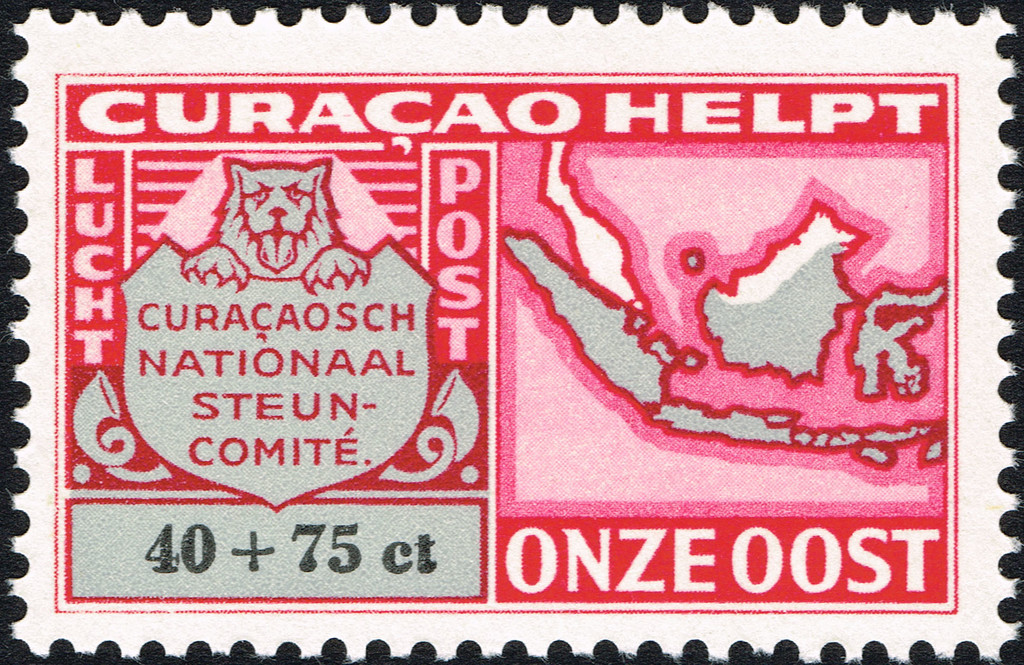 CURAÇAO HELPT
LUCHT
POST
CURAÇAOSCH
NATIONAAL
STEUN-
COMITÉ.
40 + 75 ct
ONZE OOST